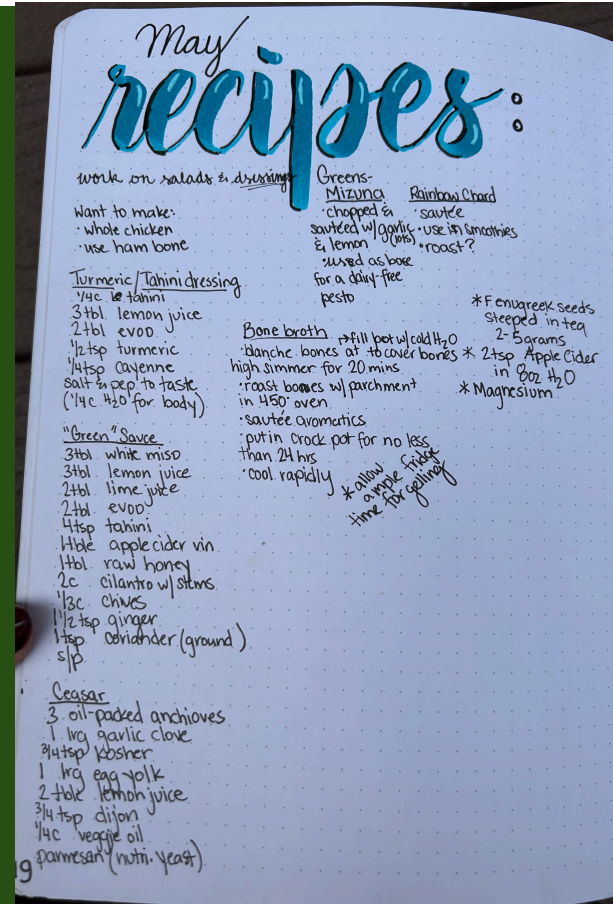 May
recipes:
work on salads & dressings
Want to make:
· whole chicken
· use ham bone
Greens-
Mizuna
· chopped &
sautéed w/garlic
& lemon (lots)
· used as base
for a dairy-free
pesto
Rainbow Chard
· sautée
· use in smoothies
· roast?
Turmeric/Tahini dressing
1/4c tahini
3tbl lemon juice
2tbl evoo
1/2tsp turmeric
1/4tsp cayenne
salt & pep to taste
(1/4c H2O for body)
"Green" Sauce
3tbl white miso
3tbl lemon juice
2tbl lime juice
2tbl evoo
4tsp tahini
1tble apple cider vin.
1tbl raw honey
2c cilantro w/stems
1/3c chives
1 1/2 tsp ginger
1tsp coriander (ground)
s/p
Ceasar
3 oil-packed anchioves
1 lrg garlic clove
3/4tsp kosher
1 lrg egg yolk
2 tble lemon juice
3/4 tsp dijon
1/4c veggie oil
parmesan (nutri. yeast)
Bone broth
→fill pot w/cold H2O
to cover bones
· blanche bones at
high simmer for 20 mins.
· roast bones w/parchment
in 450° oven
· sautée aromatics
· put in crock pot for no less
than 24 hrs
· cool rapidly
* allow
ample fridge
time for gelling
* Fenugreek seeds
steeped in tea
2-5grams
* 2tsp Apple Cider
in 8oz H2O
* Magnesium
19